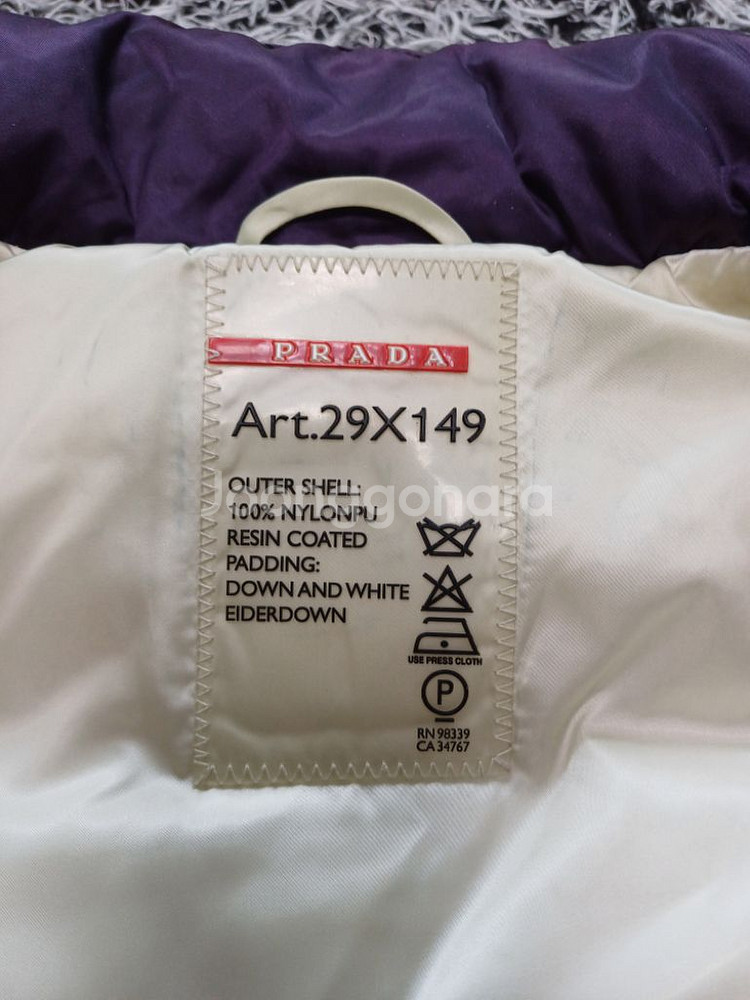 PRADA
Art.29X149
OUTER SHELL:
100% NYLONPU
RESIN COATED
PADDING:
DOWN AND WHITE
EIDERDOWN
USE PRESS CLOTH
P
RN 98339
CA 34767
Joonggonara